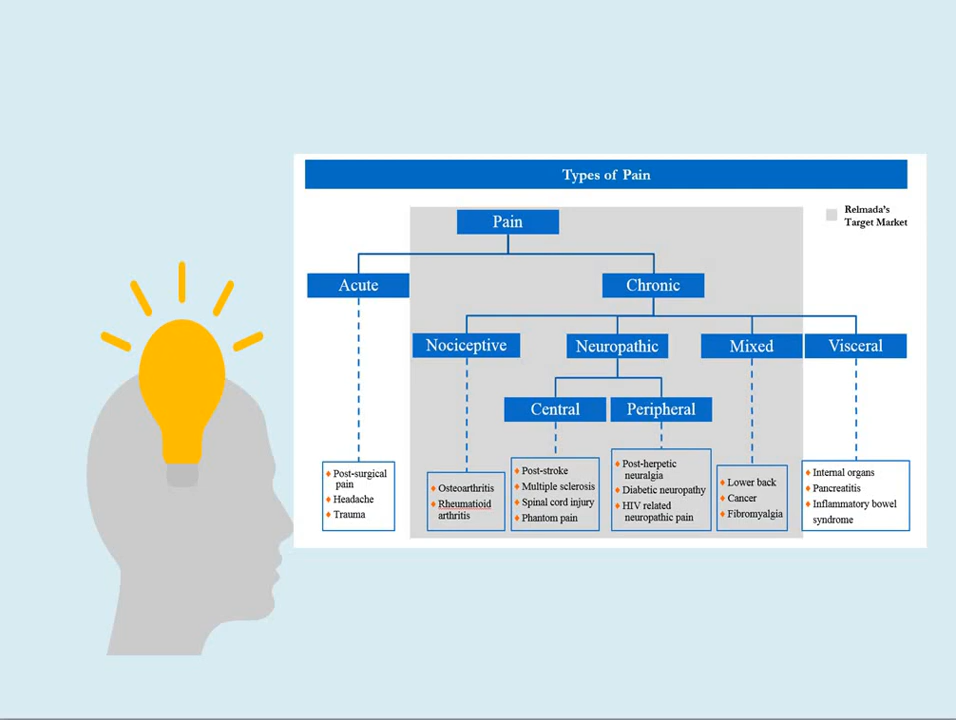 Types of Pain
Relmada's
Target Market
Pain
Acute
Chronic
Nociceptive
Neuropathic
Mixed
Visceral
Central
Peripheral
Post-surgical
pain
Headache
Trauma
Osteoarthritis
Rheumatioid
arthritis
Post-stroke
Multiple sclerosis
Spinal cord injury
Phantom pain
Post-herpetic
neuralgia
Diabetic neuropathy
HIV related
neuropathic pain
Lower back
Cancer
Fibromyalgia
Internal organs
Pancreatitis
Inflammatory bowel
syndrome